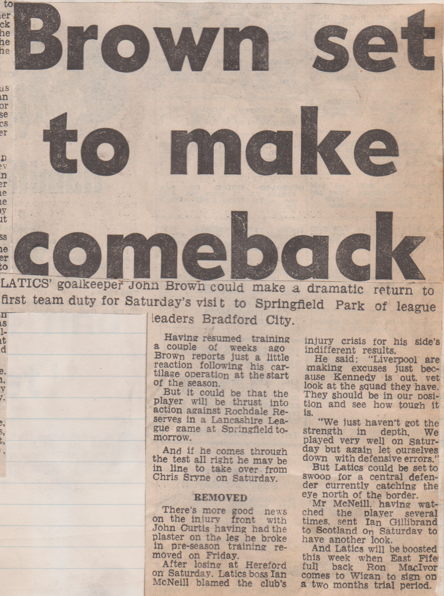 Brown set
to make
comeback
LATICS' goalkeeper John Brown could make a dramatic return to
first team duty for Saturday's visit to Springfield Park of league
leaders Bradford City.
Having resumed training
a couple of weeks ago
Brown reports just a little
reaction following his car-
tilage operation at the start
of the season.
But it could be that the
player will be thrust into
action against Rochdale Re-
serves in a Lancashire Lea-
gue game at Springfield to-
morrow.
And if he comes through
the test all right he may be
in line to take over from
Chris Sryne on Saturday.
REMOVED
There's more good news
on the injury front with
John Curtis having had the
plaster on the leg he broke
in pre-season training re-
moved on Friday.
After losing at Hereford
on Saturday, Latics boss Ian
McNeill blamed the club's
injury crisis for his side's
indifferent results.
He said: "Liverpool are
making excuses just bec-
ause Kennedy is out, yet
look at the squad they have.
They should be in our posi-
tion and see how tough it
is.
"We just haven't got the
strength in depth. We
played very well on Satur-
day but again let ourselves
down with defensive errors,"
But Latics could be set to
swoop for a central defen-
der currently catching the
eye north of the border.
Mr McNeill, having wat-
ched the player several
times, sent Ian Gillibrand
to Scotland on Saturday to
have another look.
And Latics will be boosted
this week when East Fife
full back Ron MacIvor
comes to Wigan to sign on
a two months trial period.